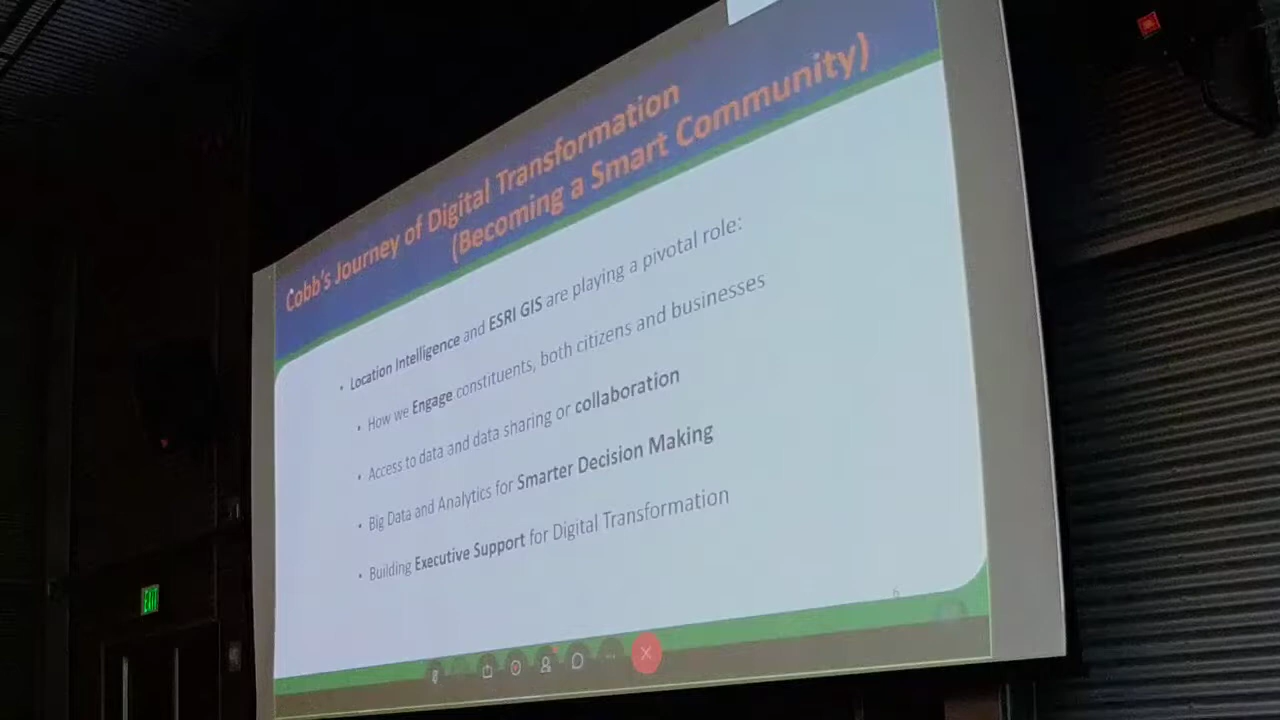 Cobb's Journey of Digital Transformation
(Becoming a Smart Community)
• Location Intelligence and ESRI GIS are playing a pivotal role:
• How we Engage constituents, both citizens and businesses
• Access to data and data sharing or collaboration
• Big Data and Analytics for Smarter Decision Making
• Building Executive Support for Digital Transformation
6
EXIT